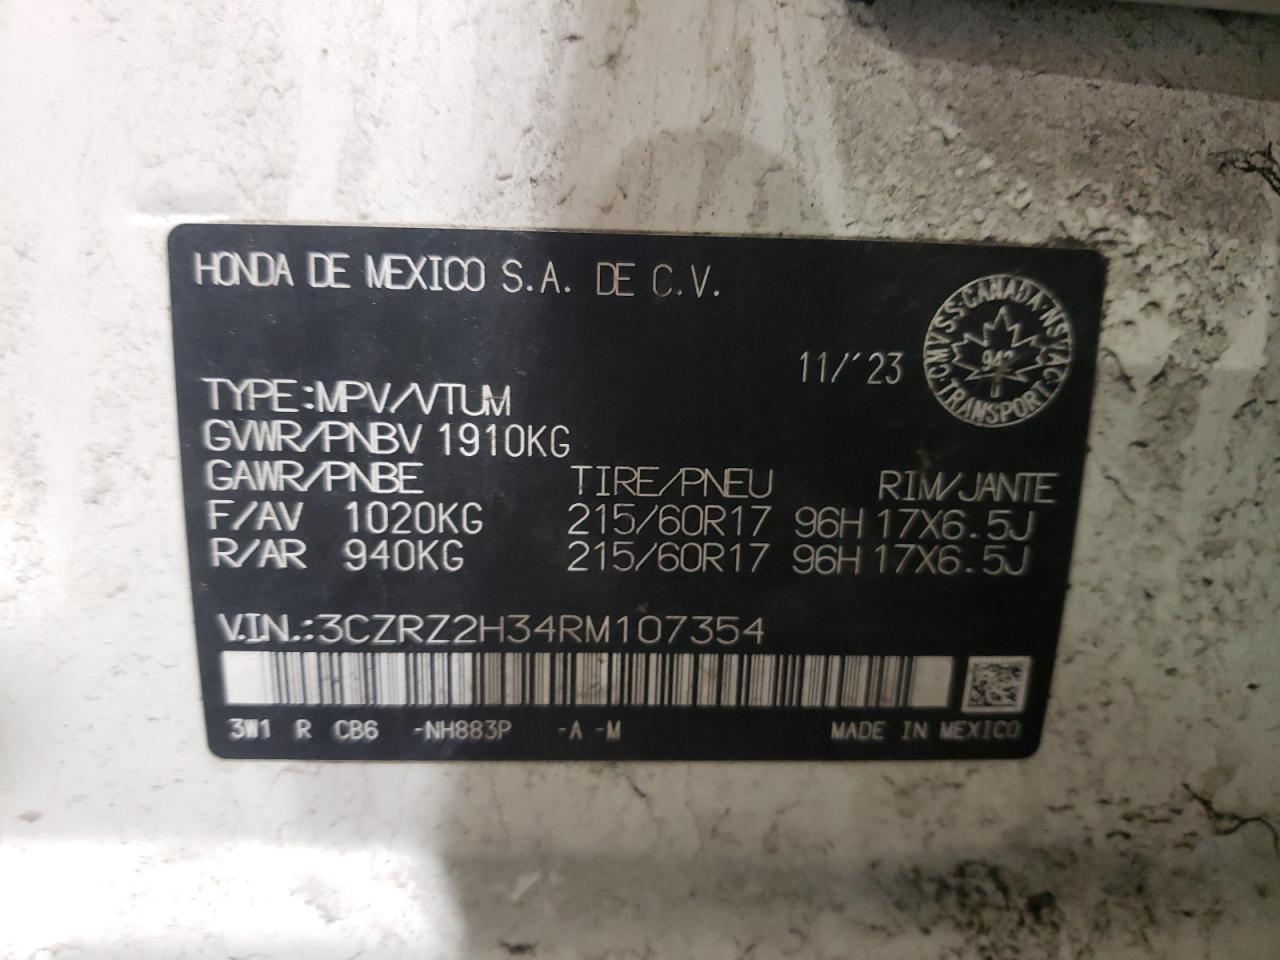 HONDA DE MEXICO S.A. DE C.V.
11/'23
CMVSS·CANADA·NSVAC·TRANSPORT·
TYPE:MPV/VTUM
GVWR/PNBV 1910KG
GAWR/PNBE TIRE/PNEU RIM/JANTE
F/AV 1020KG 215/60R17 96H 17X6.5J
R/AR 940KG 215/60R17 96H 17X6.5J
V.I.N.:3CZRZ2H34RM107354
3W1 R CB6 -NH883P -A -M MADE IN MEXICO